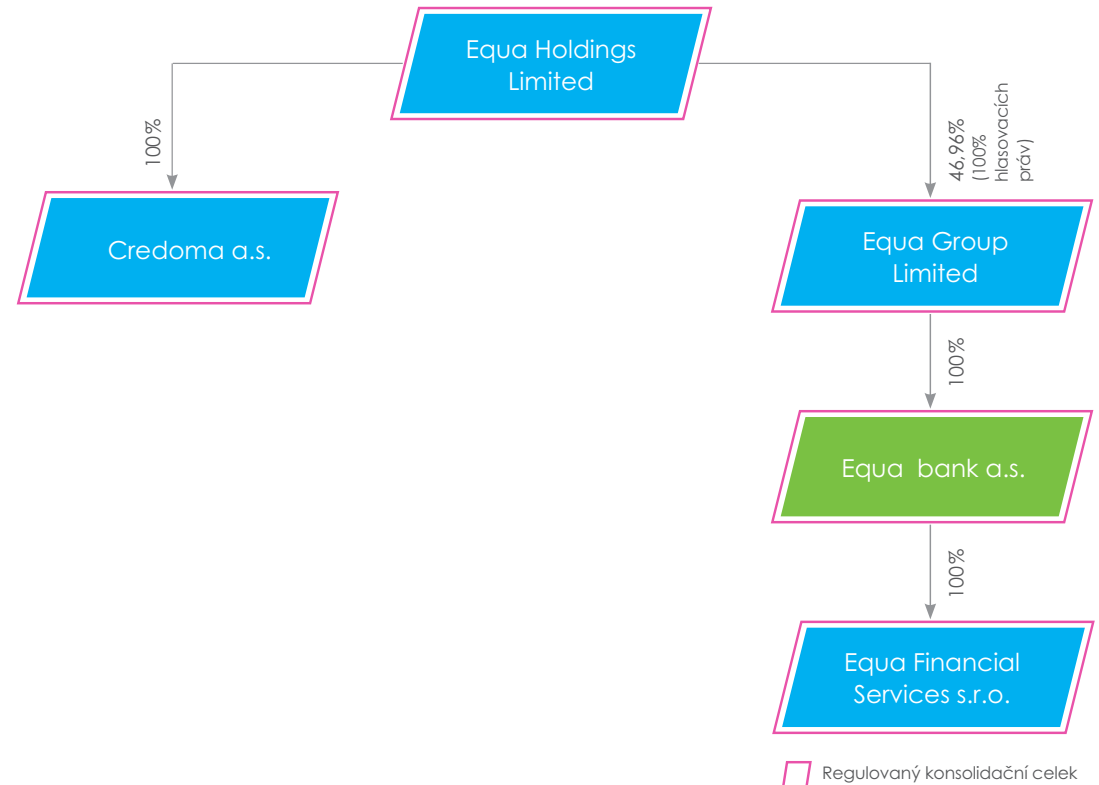 Equa Holdings
Limited
100%
46,96%
(100%
hlasovacích
práv)
Credoma a.s.
Equa Group
Limited
100%
Equa bank a.s.
100%
Equa Financial
Services s.r.o.
Regulovaný konsolidační celek